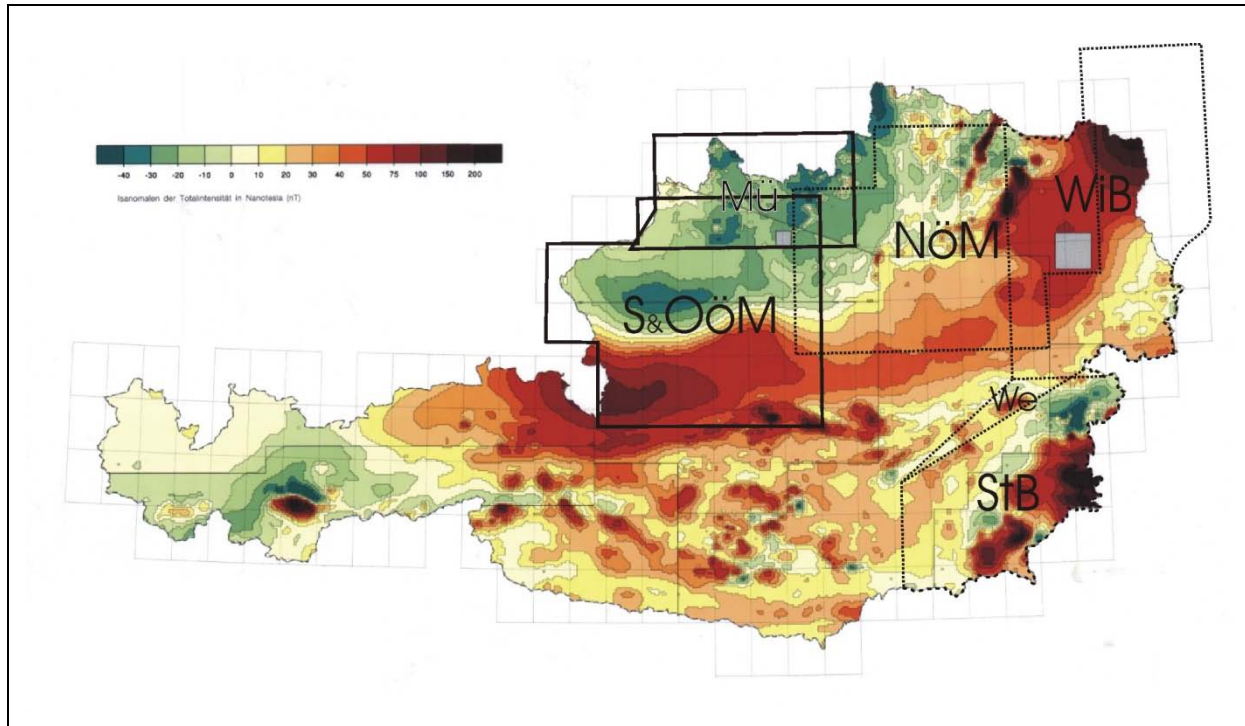 -40 -30 -20 -10 -0 10 20 30 40 50 75 100 150 200
Isanomalen der Totalintensität in Nanotesla (nT)
Mü
WiB
NöM
S&OöM
We
StB